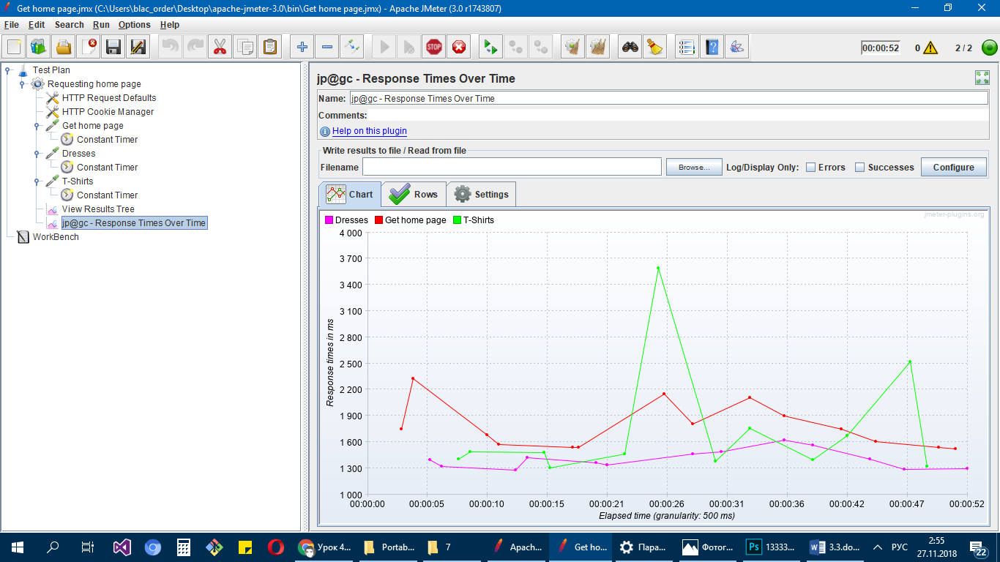 Get home page.jmx (C:\Users\blac_order\Desktop\apache-jmeter-3.0\bin\Get home page.jmx) - Apache JMeter (3.0 r1743807)
File Edit Search Run Options Help
STOP
00:00:52 0 2 / 2
Test Plan
Requesting home page
HTTP Request Defaults
HTTP Cookie Manager
Get home page
Constant Timer
Dresses
Constant Timer
T-Shirts
Constant Timer
View Results Tree
jp@gc - Response Times Over Time
WorkBench
jp@gc - Response Times Over Time
Name: jp@gc - Response Times Over Time
Comments:
Help on this plugin
Write results to file / Read from file
Filename Browse... Log/Display Only: Errors Successes Configure
Chart Rows Settings
Dresses Get home page T-Shirts
jmeter-plugins.org
4 000
3 700
3 400
3 100
2 800
2 500
2 200
1 900
1 600
1 300
1 000
Response times in ms
00:00:00 00:00:05 00:00:10 00:00:15 00:00:21 00:00:26 00:00:31 00:00:36 00:00:42 00:00:47 00:00:52
Elapsed time (granularity: 500 ms)
Урок 4... Portab... 7 Apach... Get ho... Пара... Фотог... Ps 13333... 3.3.do... РУС
2:55
27.11.2018
22